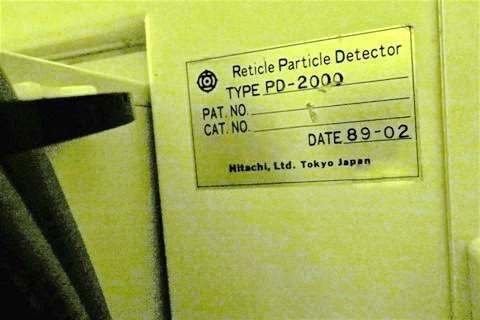 Reticle Particle Detector
TYPE PD-2000
PAT. NO.
CAT. NO.
DATE 89-02
Hitachi, Ltd. Tokyo Japan